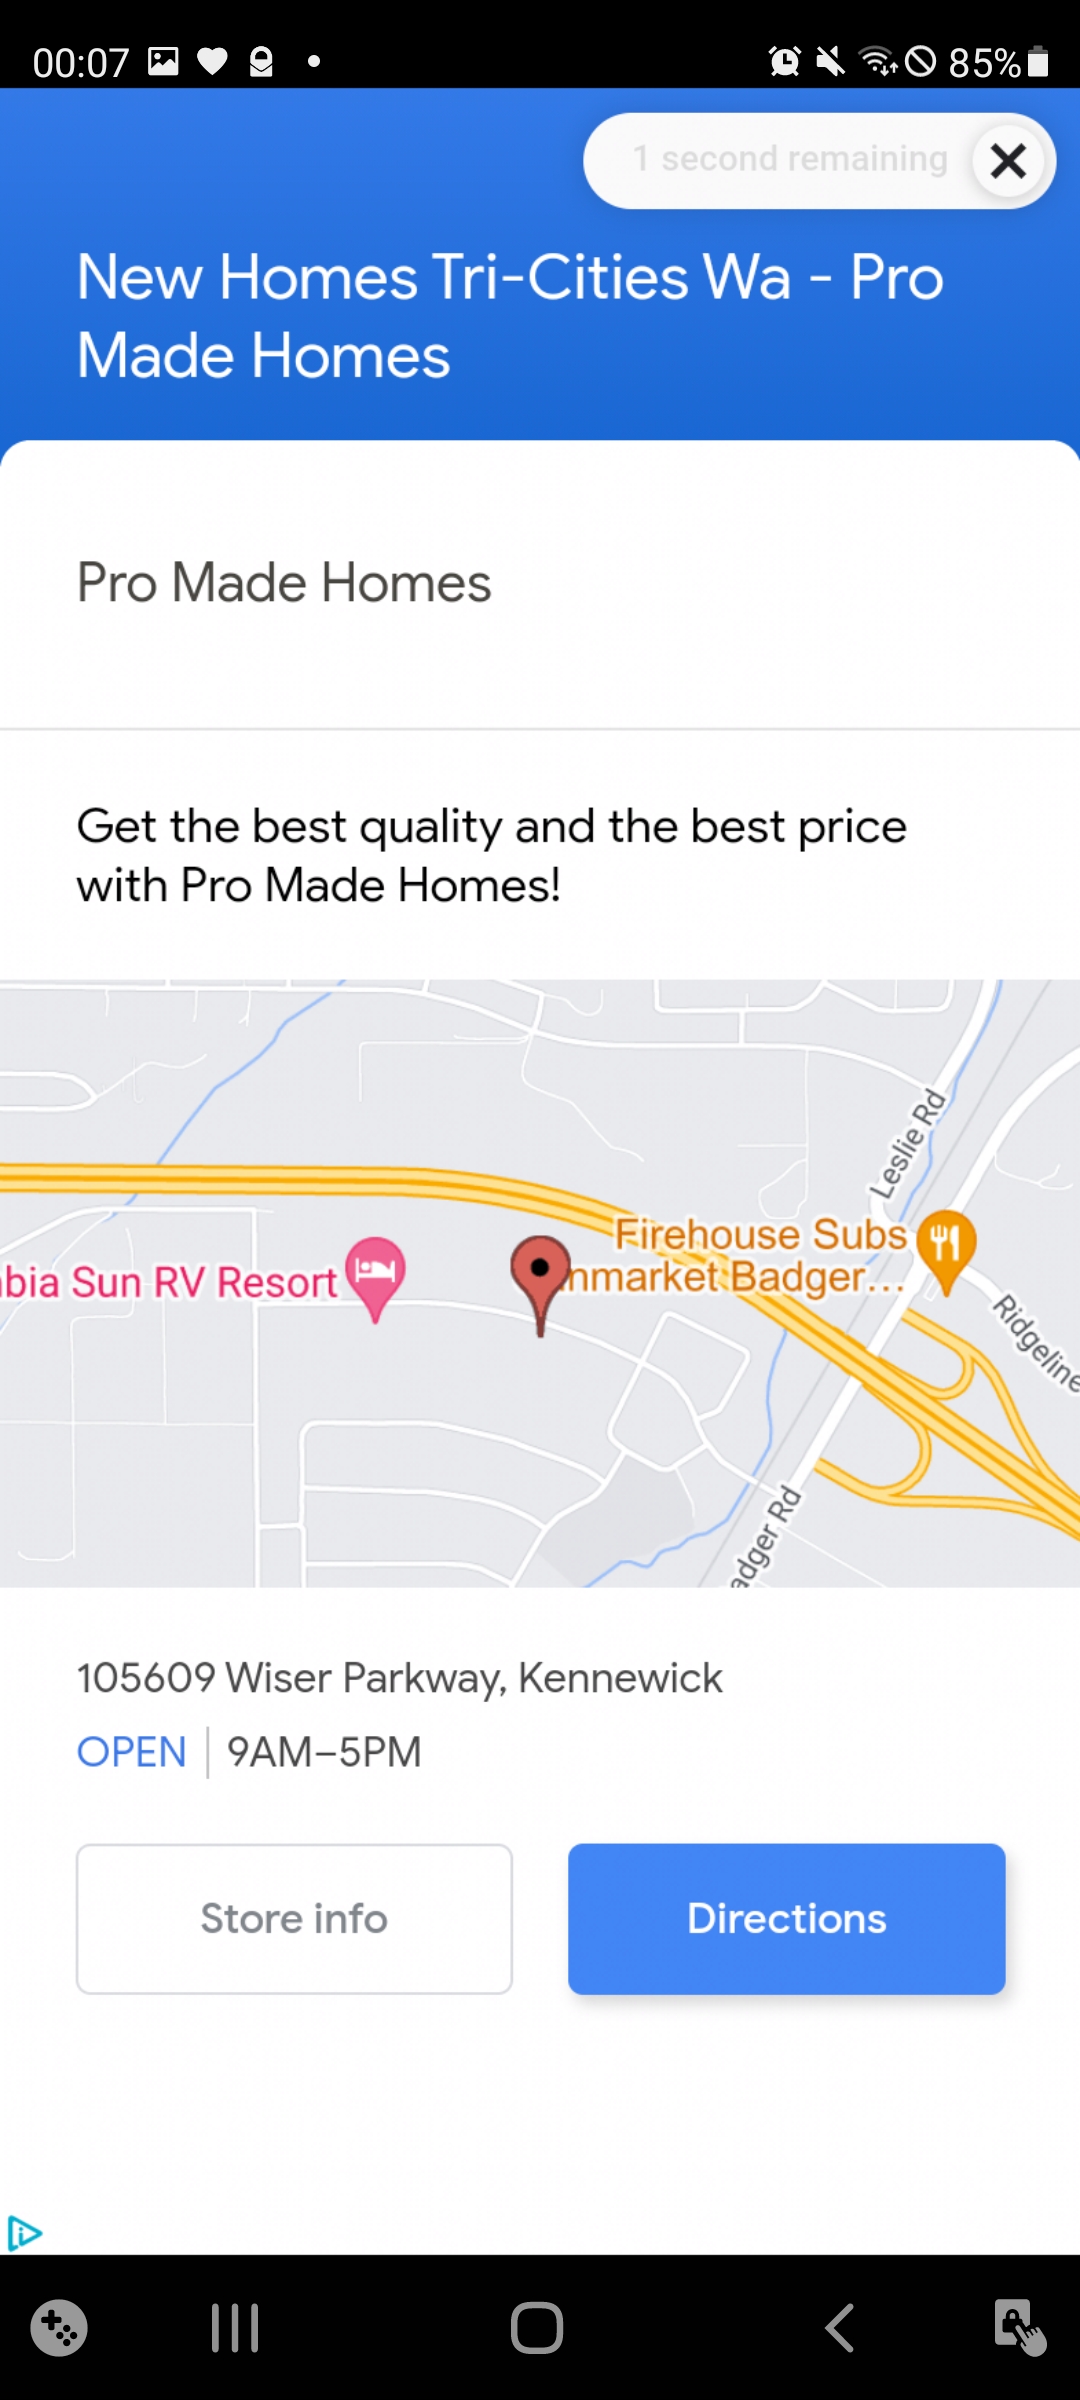 00:07
85%
1 second remaining
New Homes Tri-Cities Wa - Pro
Made Homes
Pro Made Homes
Get the best quality and the best price
with Pro Made Homes!
Leslie Rd
Firehouse Subs
nmarket Badger...
bia Sun RV Resort
Ridgeline
adger Rd
105609 Wiser Parkway, Kennewick
OPEN | 9AM–5PM
Store info
Directions